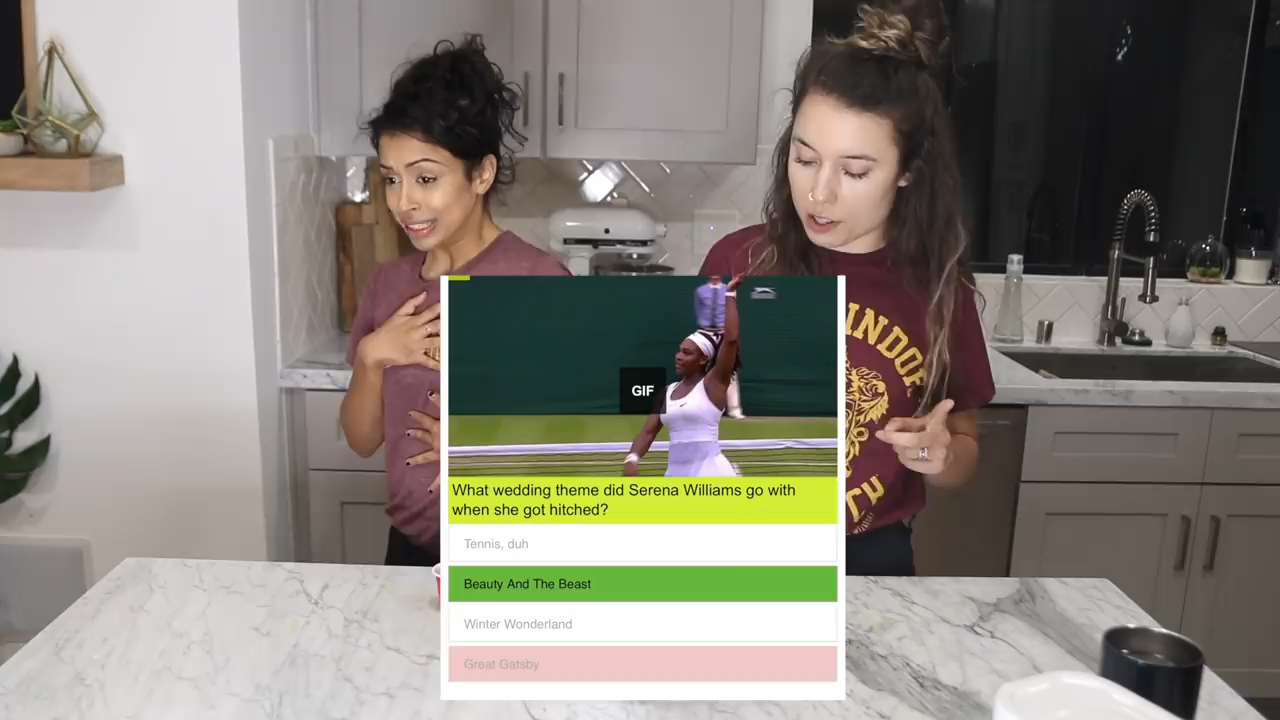 GIF
What wedding theme did Serena Williams go with
when she got hitched?
Tennis, duh
Beauty And The Beast
Winter Wonderland
Great Gatsby